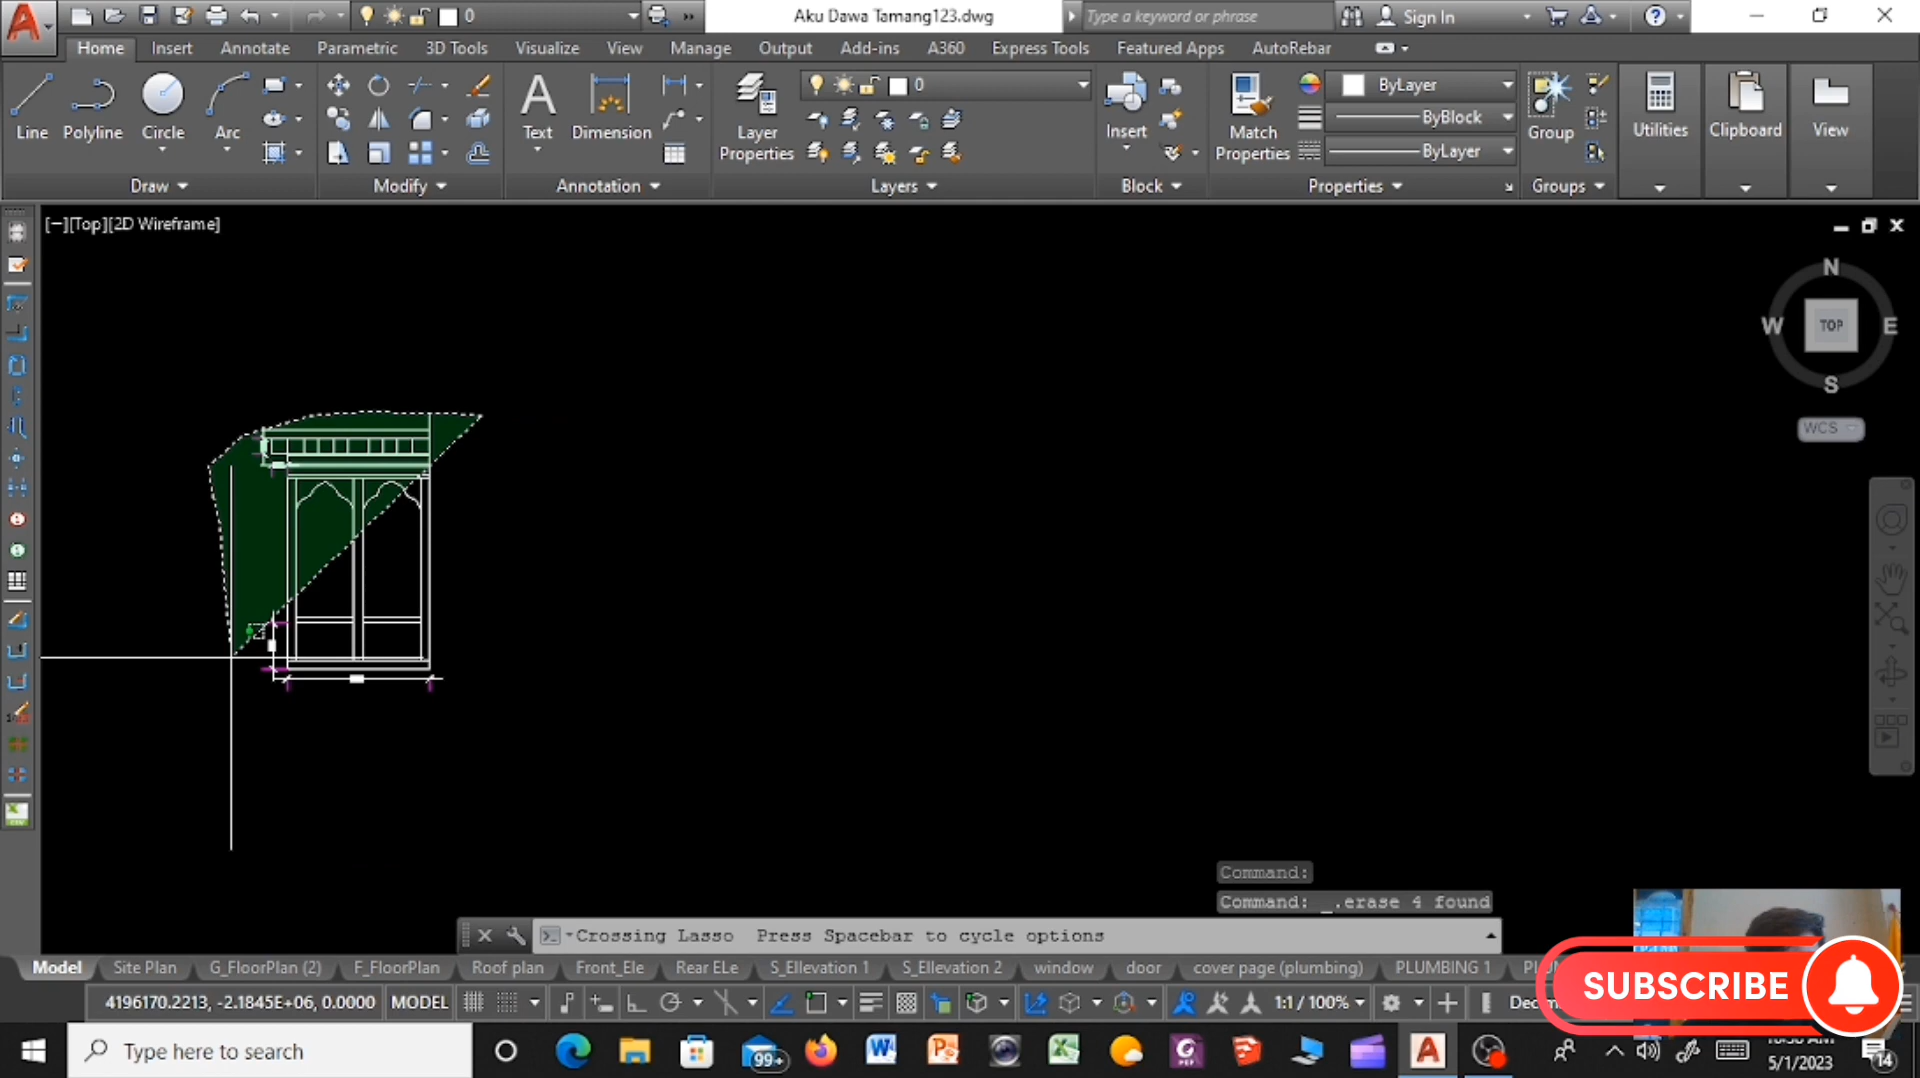 0
Aku Dawa Tamang123.dwg
Type a keyword or phrase
Sign In
Home Insert Annotate Parametric 3D Tools Visualize View Manage Output Add-ins A360 Express Tools Featured Apps AutoRebar
Line Polyline Circle Arc
Text Dimension
Layer Properties
0
Insert
Match Properties
ByLayer
ByBlock
ByLayer
Group
Utilities Clipboard View
Draw Modify Annotation Layers Block Properties Groups
[−][Top][2D Wireframe]
N
W TOP E
S
WCS
Command:
Command: _.erase 4 found
Crossing Lasso  Press Spacebar to cycle options
Model Site Plan G_FloorPlan (2) F_FloorPlan Roof plan Front_Ele Rear ELe S_Ellevation 1 S_Ellevation 2 window door cover page (plumbing) PLUMBING 1
4196170.2213, -2.1845E+06, 0.0000 MODEL 1:1 / 100%
SUBSCRIBE
Type here to search
99+
5/1/2023
14